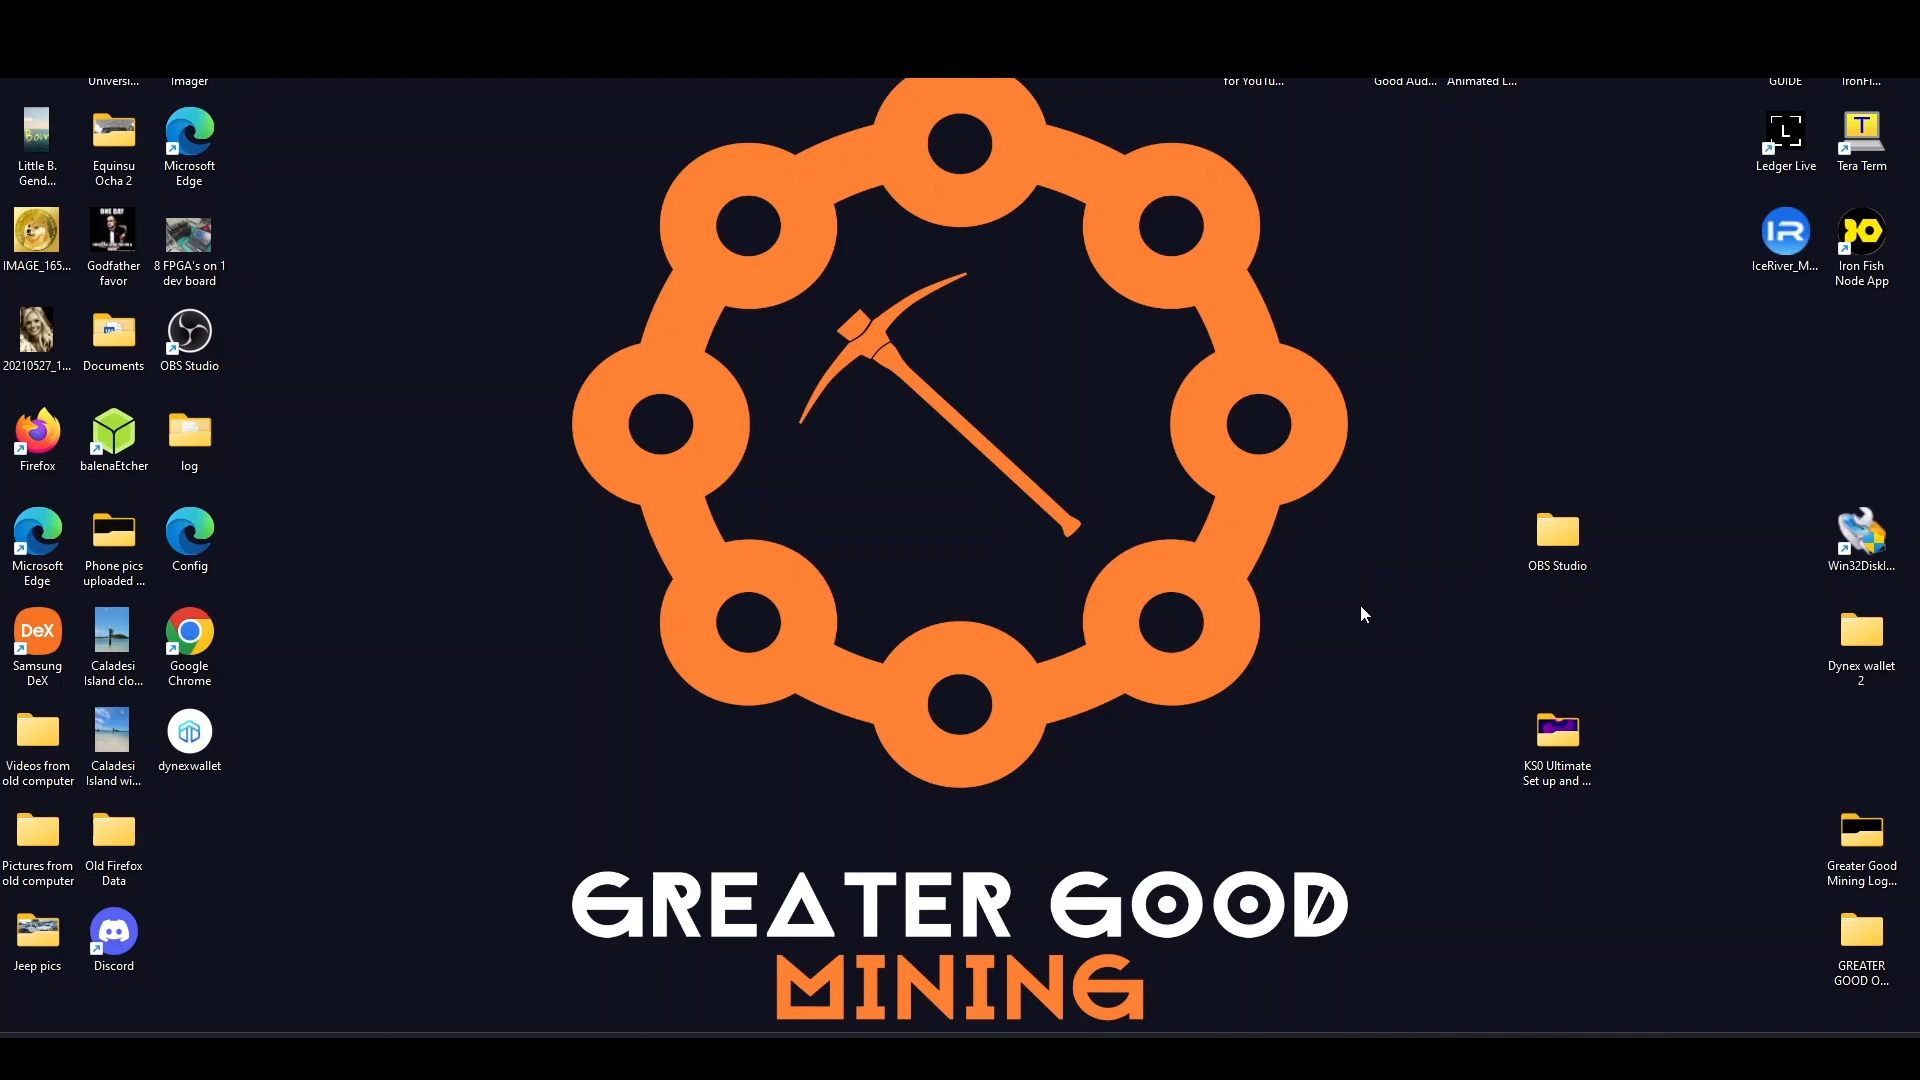 Universi...
Imager
for YouTu...
Good Aud...
Animated L...
GUIDE
IronFi...
Little B.
Gend...
Equinsu
Ocha 2
Microsoft
Edge
L
Ledger Live
T
Tera Term
IMAGE_165...
ONE DAY
Godfather
favor
8 FPGA's on 1
dev board
IR
IceRiver_M...
Iron Fish
Node App
20210527_1...
Documents
OBS Studio
Firefox
balenaEtcher
log
Microsoft
Edge
Phone pics
uploaded ...
Config
OBS Studio
Win32DiskI...
DeX
Samsung
DeX
Caladesi
Island clo...
Google
Chrome
Dynex wallet
2
Videos from
old computer
Caladesi
Island wi...
dynexwallet
KS0 Ultimate
Set up and ...
Pictures from
old computer
Old Firefox
Data
Greater Good
Mining Log...
Jeep pics
Discord
GREATER
GOOD O...
GREATER GOOD
MINING